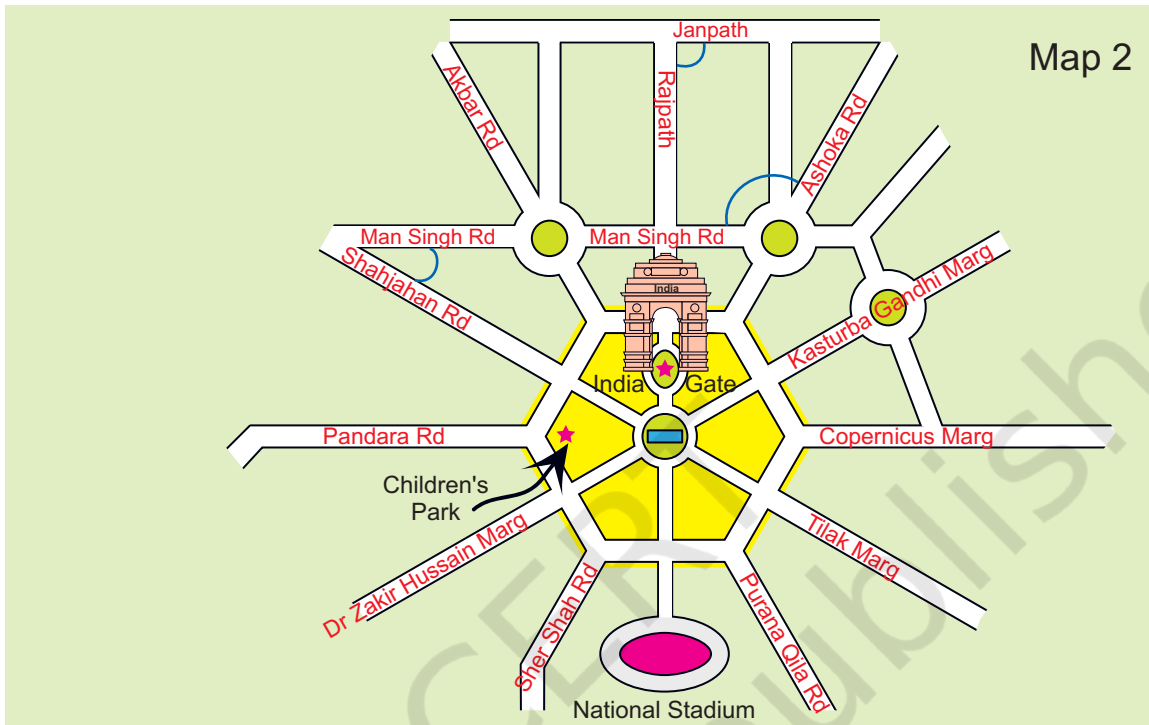 Janpath
Map 2
Akbar Rd
Rajpath
Ashoka Rd
Man Singh Rd
Man Singh Rd
Shahjahan Rd
India
Kasturba Gandhi Marg
India Gate
Pandara Rd
Copernicus Marg
Children's
Park
Dr Zakir Hussain Marg
Tilak Marg
Sher Shah Rd
Purana Qila Rd
National Stadium